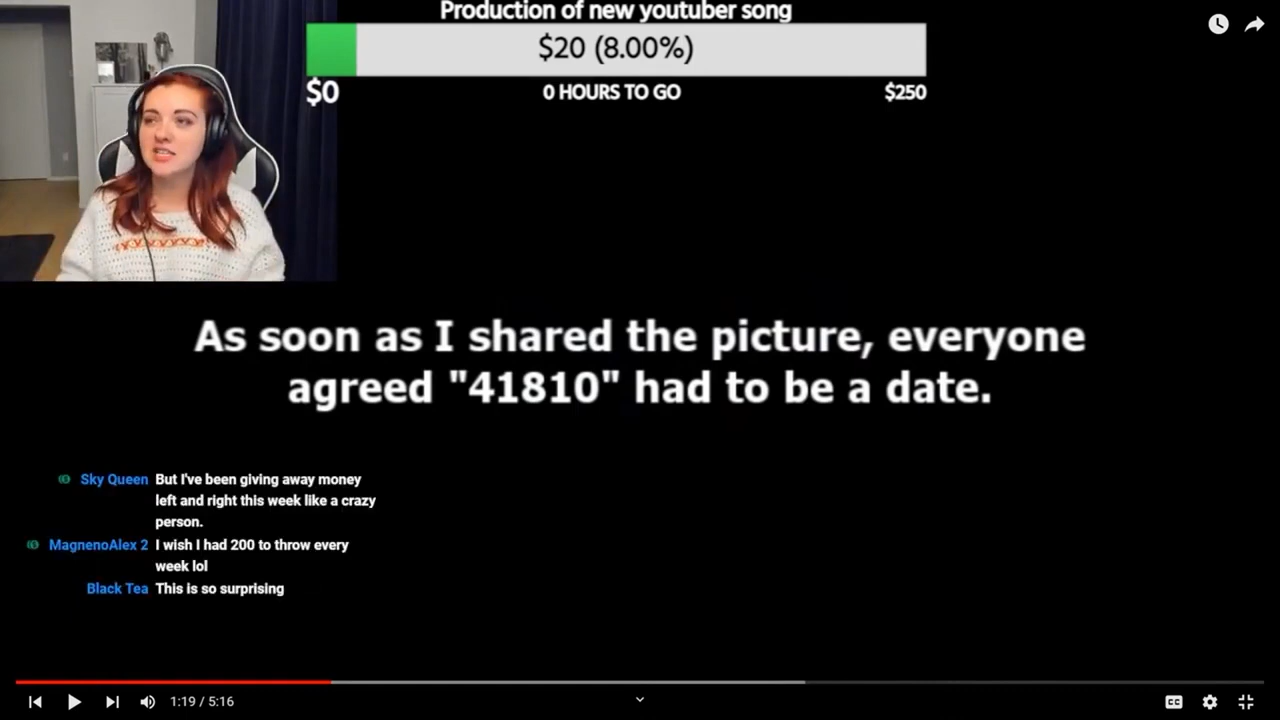 Production of new youtuber song
$20 (8.00%)
$0
0 HOURS TO GO
$250
As soon as I shared the picture, everyone
agreed "41810" had to be a date.
Sky Queen But I've been giving away money
left and right this week like a crazy
person.
MagnenoAlex 2 I wish I had 200 to throw every
week lol
Black Tea This is so surprising
1:19 / 5:16
CC